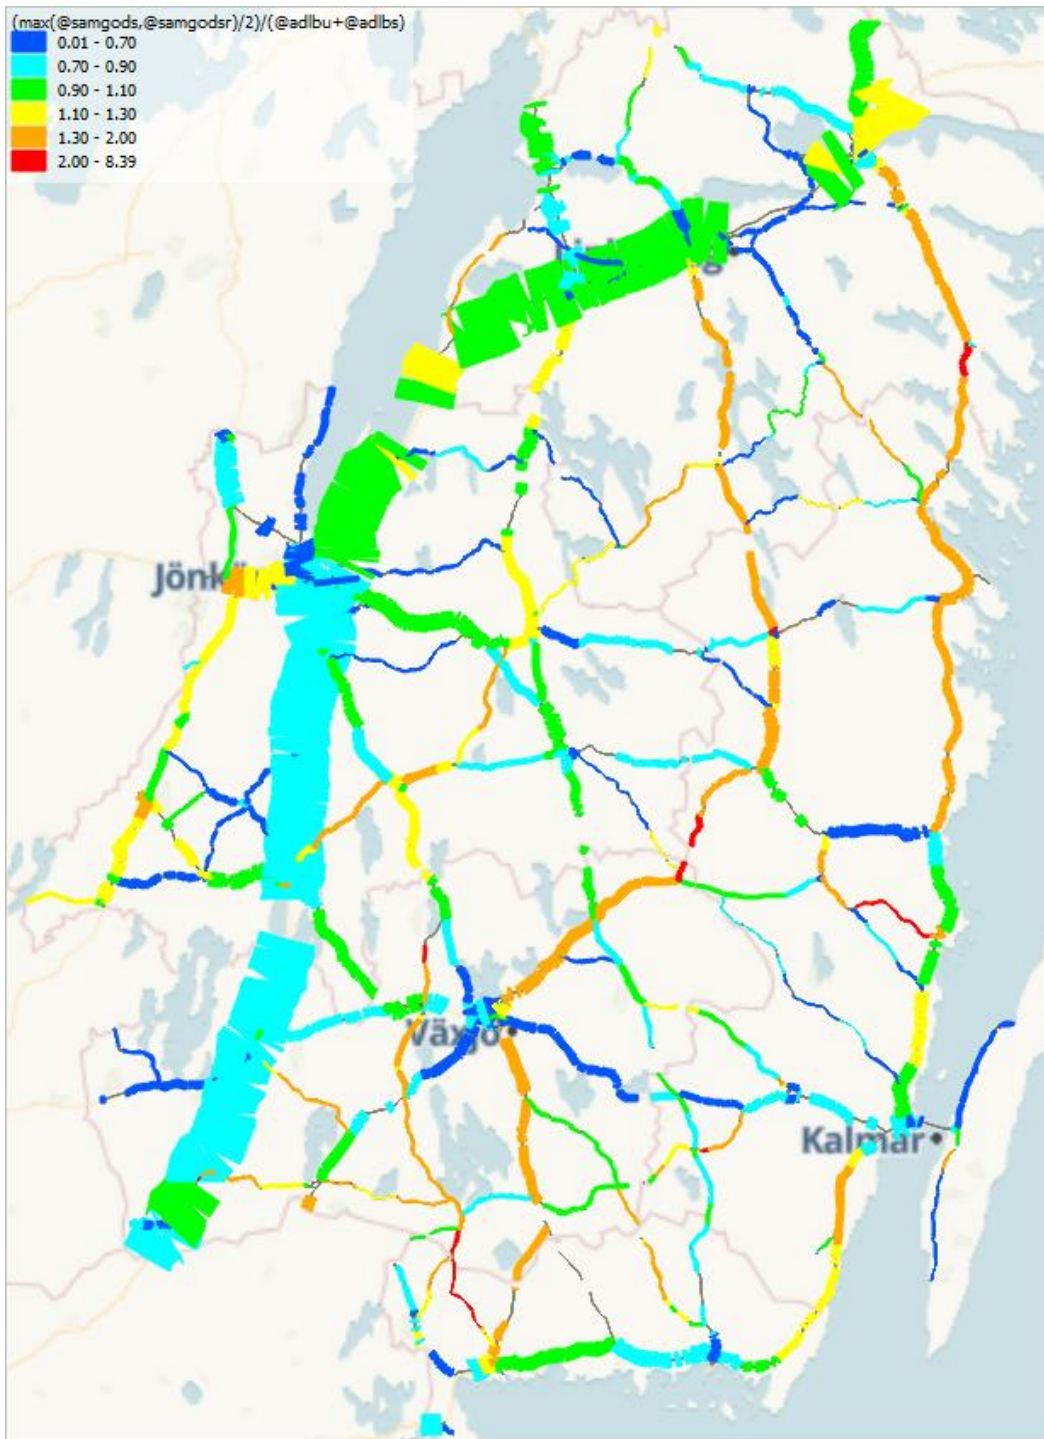 (max(@samgods,@samgodsr)/2)/(@adlbu+@adlbs)
0.01 - 0.70
0.70 - 0.90
0.90 - 1.10
1.10 - 1.30
1.30 - 2.00
2.00 - 8.39
Växjö
Kalmar